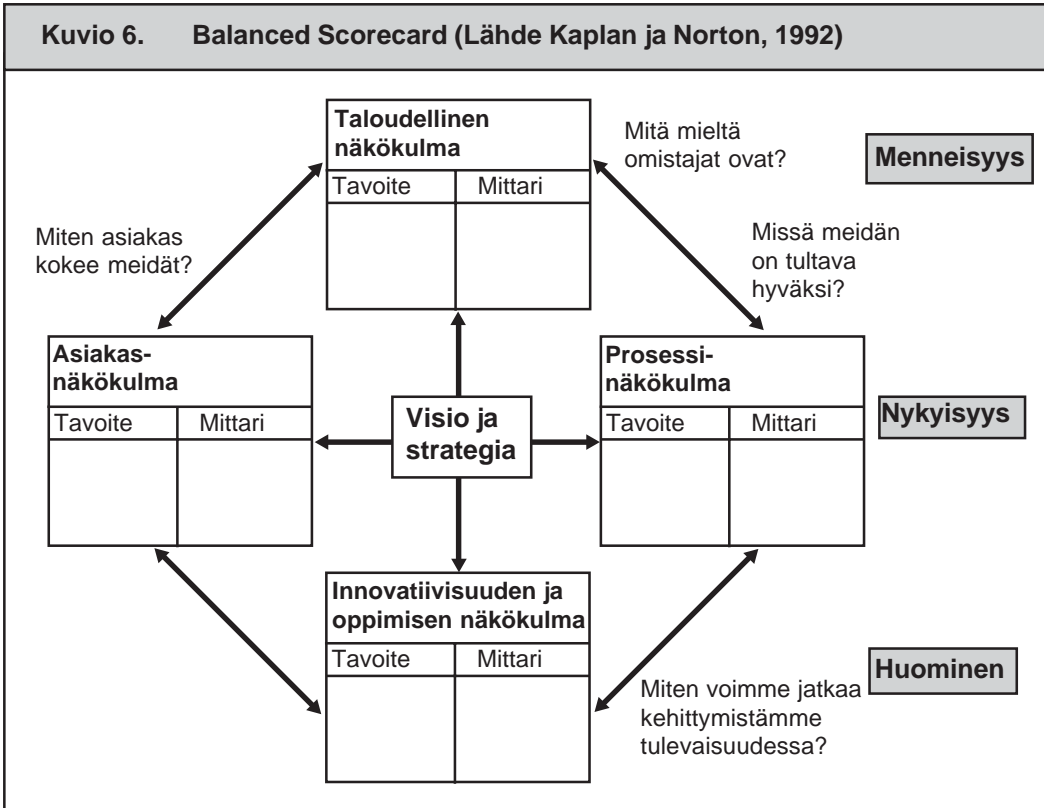 Kuvio 6. Balanced Scorecard (Lähde Kaplan ja Norton, 1992)
Taloudellinen
näkökulma
Tavoite Mittari
Mitä mieltä
omistajat ovat?
Menneisyys
Miten asiakas
kokee meidät?
Missä meidän
on tultava
hyväksi?
Asiakas-
näkökulma
Tavoite Mittari
Visio ja
strategia
Prosessi-
näkökulma
Tavoite Mittari
Nykyisyys
Innovatiivisuuden ja
oppimisen näkökulma
Tavoite Mittari
Miten voimme jatkaa
kehittymistämme
tulevaisuudessa?
Huominen